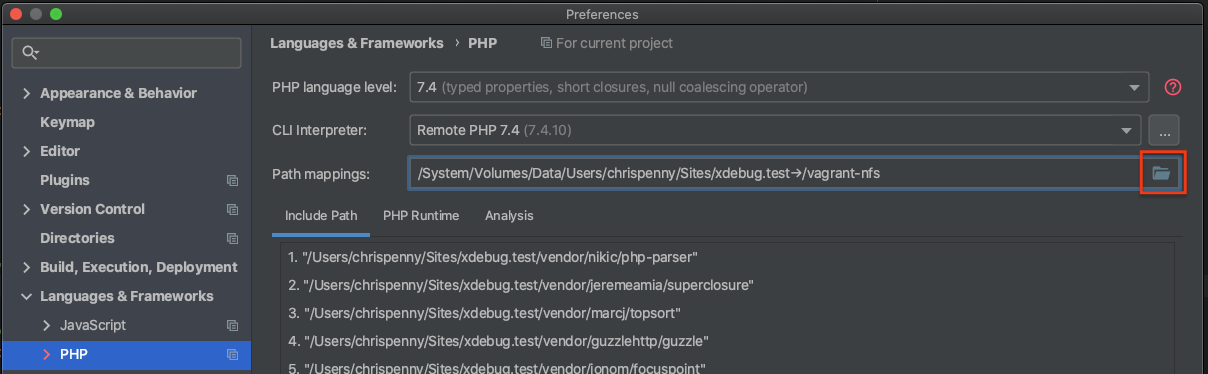 Preferences
Languages & Frameworks › PHP For current project
Appearance & Behavior
Keymap
Editor
Plugins
Version Control
Directories
Build, Execution, Deployment
Languages & Frameworks
JavaScript
PHP
PHP language level: 7.4 (typed properties, short closures, null coalescing operator) ?
CLI Interpreter: Remote PHP 7.4 (7.4.10) ...
Path mappings: /System/Volumes/Data/Users/chrispenny/Sites/xdebug.test→/vagrant-nfs
Include Path PHP Runtime Analysis
1. "/Users/chrispenny/Sites/xdebug.test/vendor/nikic/php-parser"
2. "/Users/chrispenny/Sites/xdebug.test/vendor/jeremeamia/superclosure"
3. "/Users/chrispenny/Sites/xdebug.test/vendor/marcj/topsort"
4. "/Users/chrispenny/Sites/xdebug.test/vendor/guzzlehttp/guzzle"
5. "/Users/chrispenny/Sites/xdebug.test/vendor/jonom/focuspoint"